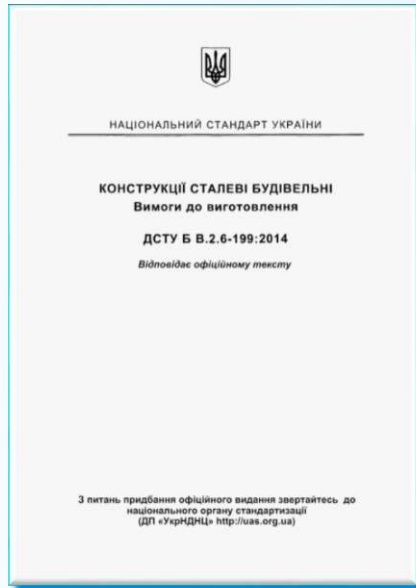 НАЦІОНАЛЬНИЙ СТАНДАРТ УКРАЇНИ
КОНСТРУКЦІЇ СТАЛЕВІ БУДІВЕЛЬНІ
Вимоги до виготовлення
ДСТУ Б В.2.6-199:2014
Відповідає офіційному тексту
З питань придбання офіційного видання звертайтесь до
національного органу стандартизації
(ДП «УкрНДНЦ» http://uas.org.ua)